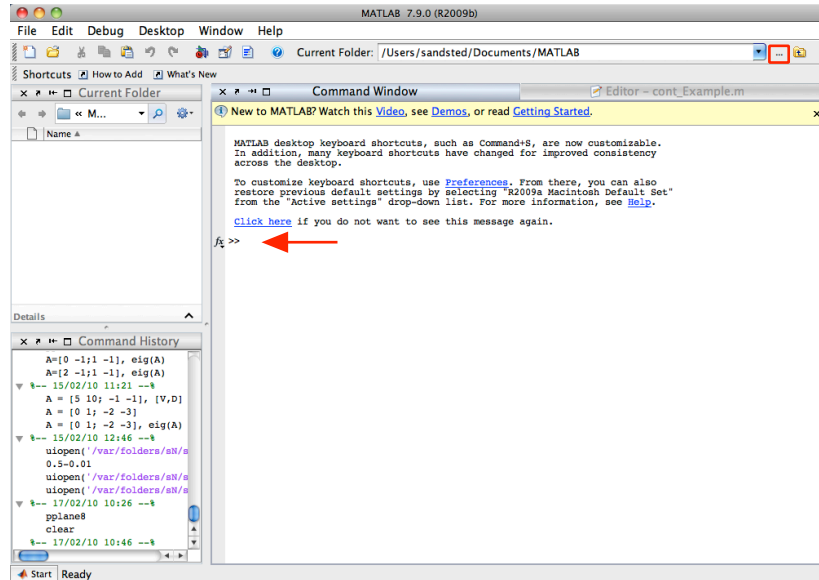 MATLAB 7.9.0 (R2009b)
File Edit Debug Desktop Window Help
Current Folder: /Users/sandsted/Documents/MATLAB ...
Shortcuts How to Add What's New
Current Folder
« M...
Name
Details
Command History
A=[0 -1;1 -1], eig(A)
A=[2 -1;1 -1], eig(A)
%-- 15/02/10 11:21 --%
A = [5 10; -1 -1], [V,D]
A = [0 1; -2 -3]
A = [0 1; -2 -3], eig(A)
%-- 15/02/10 12:46 --%
uiopen('/var/folders/sN/s
0.5-0.01
uiopen('/var/folders/sN/s
uiopen('/var/folders/sN/s
%-- 17/02/10 10:26 --%
pplane8
clear
%-- 17/02/10 10:46 --%
Command Window
Editor - cont_Example.m
New to MATLAB? Watch this Video, see Demos, or read Getting Started.
MATLAB desktop keyboard shortcuts, such as Command+S, are now customizable.
In addition, many keyboard shortcuts have changed for improved consistency
across the desktop.
To customize keyboard shortcuts, use Preferences. From there, you can also
restore previous default settings by selecting "R2009a Macintosh Default Set"
from the "Active settings" drop-down list. For more information, see Help.
Click here if you do not want to see this message again.
fx >>
Start Ready